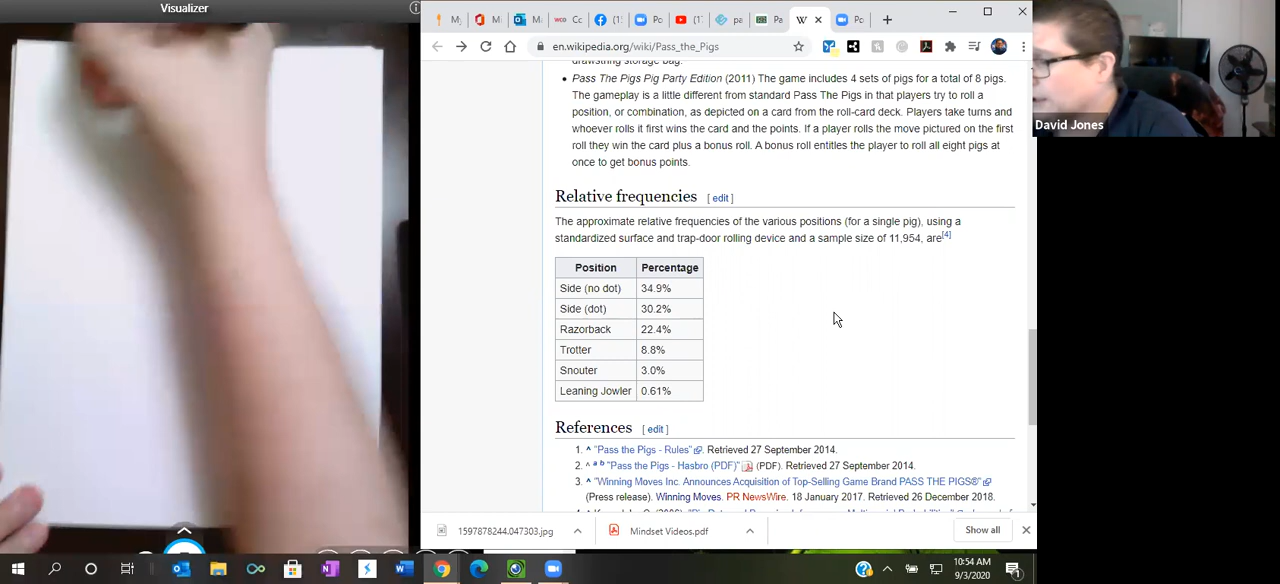 Visualizer
My
Mi
Mi
Cc
(1
Po
(1
pa
Pa
Po
en.wikipedia.org/wiki/Pass_the_Pigs
drawstring storage bag.
• Pass The Pigs Pig Party Edition (2011) The game includes 4 sets of pigs for a total of 8 pigs.
The gameplay is a little different from standard Pass The Pigs in that players try to roll a
position, or combination, as depicted on a card from the roll-card deck. Players take turns and
whoever rolls it first wins the card and the points. If a player rolls the move pictured on the first
roll they win the card plus a bonus roll. A bonus roll entitles the player to roll all eight pigs at
once to get bonus points.
Relative frequencies [ edit ]
The approximate relative frequencies of the various positions (for a single pig), using a
standardized surface and trap-door rolling device and a sample size of 11,954, are[4]
Position Percentage
Side (no dot) 34.9%
Side (dot) 30.2%
Razorback 22.4%
Trotter 8.8%
Snouter 3.0%
Leaning Jowler 0.61%
References [ edit ]
1. ^ "Pass the Pigs - Rules". Retrieved 27 September 2014.
2. ^ a b "Pass the Pigs - Hasbro (PDF)" (PDF). Retrieved 27 September 2014.
3. ^ "Winning Moves Inc. Announces Acquisition of Top-Selling Game Brand PASS THE PIGS®"
(Press release). Winning Moves. PR NewsWire. 18 January 2017. Retrieved 26 December 2018.
David Jones
1597878244.047303.jpg
Mindset Videos.pdf
Show all
10:54 AM
9/3/2020